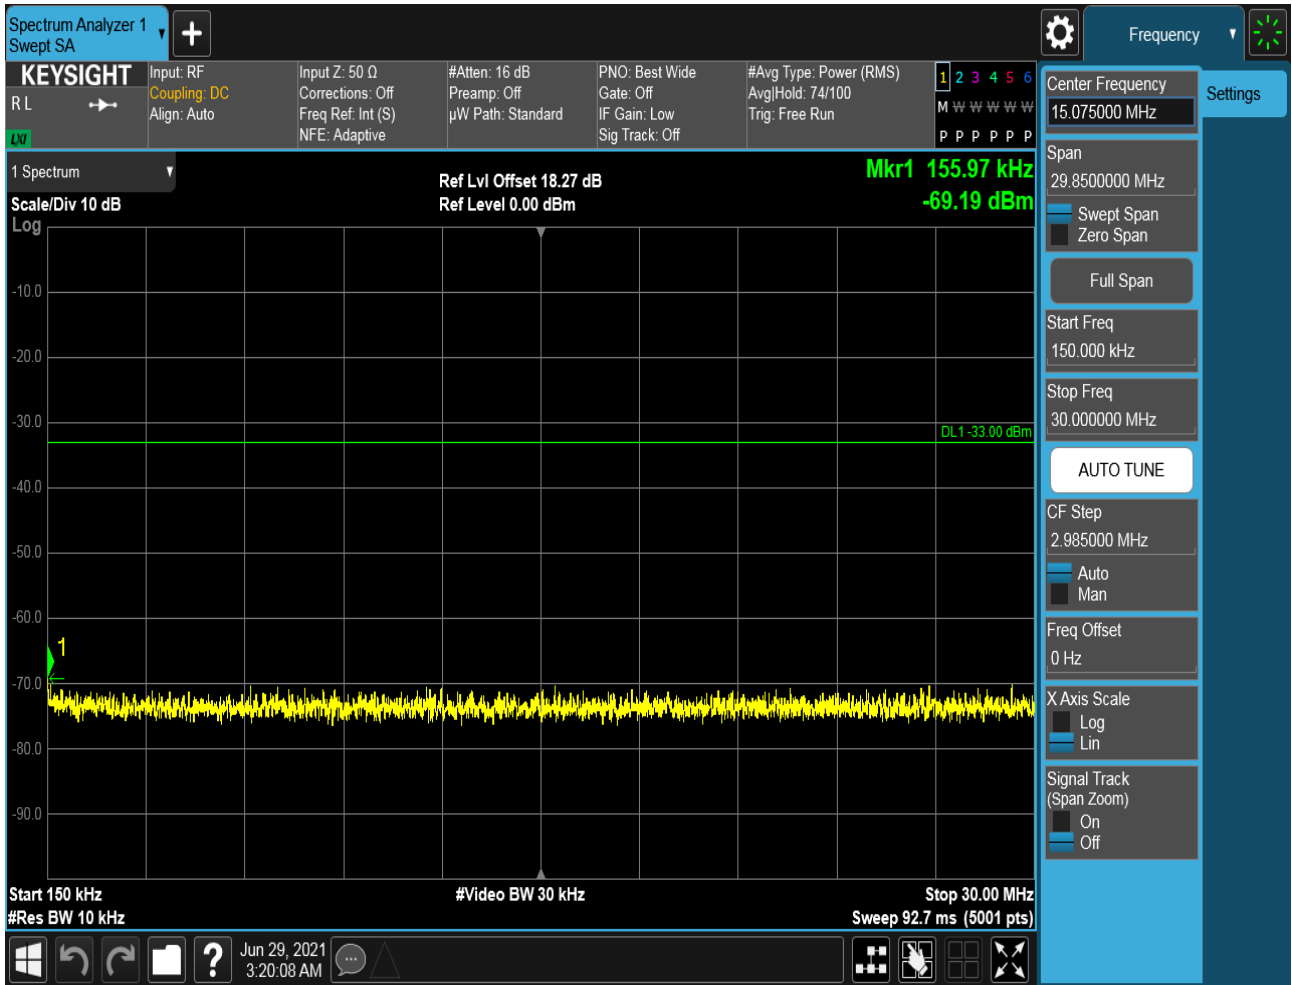 Spectrum Analyzer 1
Swept SA
Frequency
KEYSIGHT
R L
LXI
Input: RF
Coupling: DC
Align: Auto
Input Z: 50 Ω
Corrections: Off
Freq Ref: Int (S)
NFE: Adaptive
#Atten: 16 dB
Preamp: Off
µW Path: Standard
PNO: Best Wide
Gate: Off
IF Gain: Low
Sig Track: Off
#Avg Type: Power (RMS)
Avg|Hold: 74/100
Trig: Free Run
1 2 3 4 5 6
M W W W W W
P P P P P P
1 Spectrum
Scale/Div 10 dB
Log
Ref Lvl Offset 18.27 dB
Ref Level 0.00 dBm
Mkr1 155.97 kHz
-69.19 dBm
-10.0
-20.0
-30.0
DL1 -33.00 dBm
-40.0
-50.0
-60.0
1
-70.0
-80.0
-90.0
Start 150 kHz
#Video BW 30 kHz
Stop 30.00 MHz
#Res BW 10 kHz
Sweep 92.7 ms (5001 pts)
?
Jun 29, 2021
3:20:08 AM
Center Frequency
15.075000 MHz
Settings
Span
29.8500000 MHz
Swept Span
Zero Span
Full Span
Start Freq
150.000 kHz
Stop Freq
30.000000 MHz
AUTO TUNE
CF Step
2.985000 MHz
Auto
Man
Freq Offset
0 Hz
X Axis Scale
Log
Lin
Signal Track
(Span Zoom)
On
Off